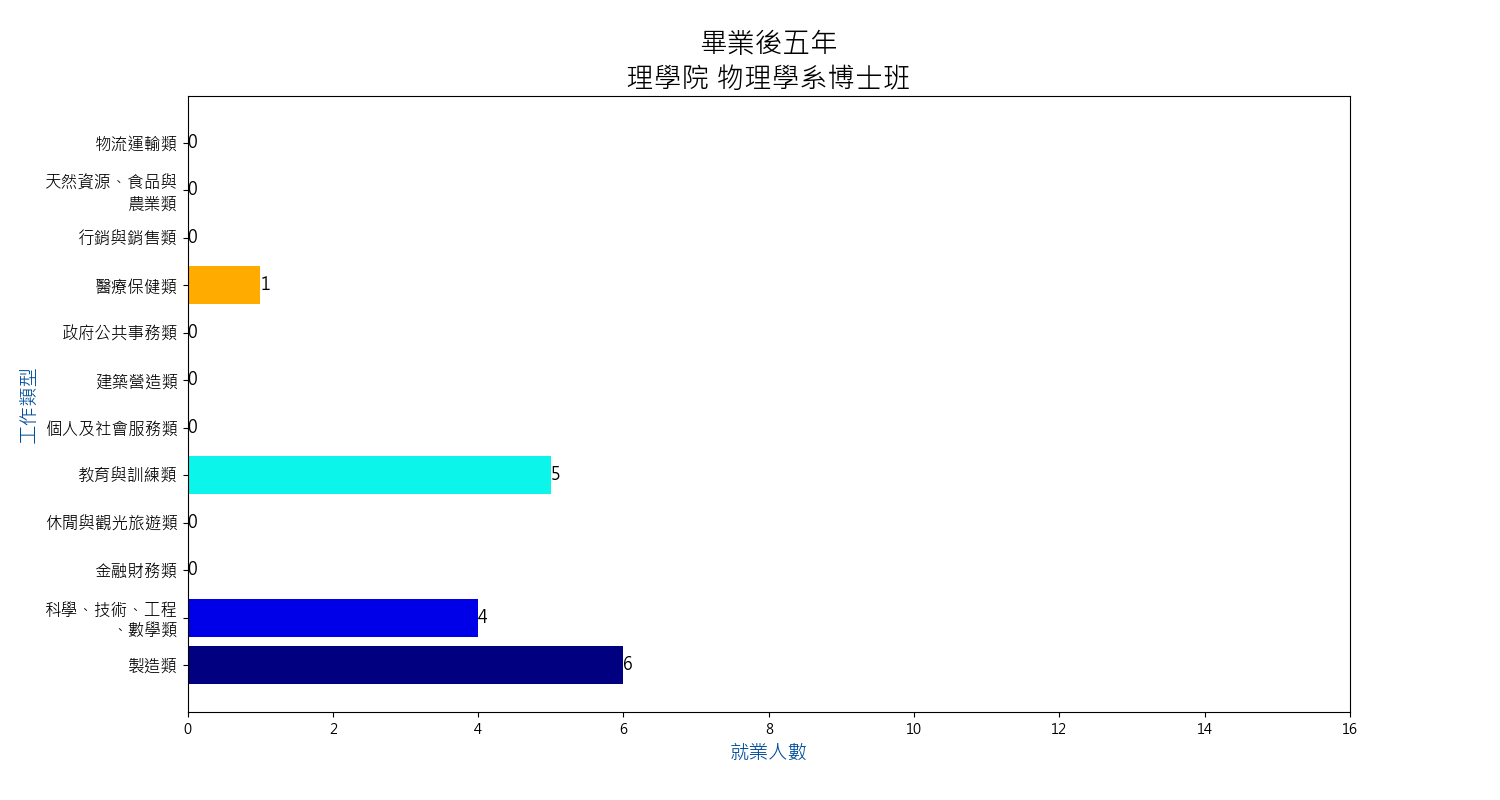 畢業後五年
理學院 物理學系博士班
物流運輸類 0
天然資源、食品與
農業類 0
行銷與銷售類 0
醫療保健類 1
政府公共事務類 0
建築營造類 0
個人及社會服務類 0
教育與訓練類 5
休閒與觀光旅遊類 0
金融財務類 0
科學、技術、工程
、數學類 4
製造類 6
工作類型
0 2 4 6 8 10 12 14 16
就業人數